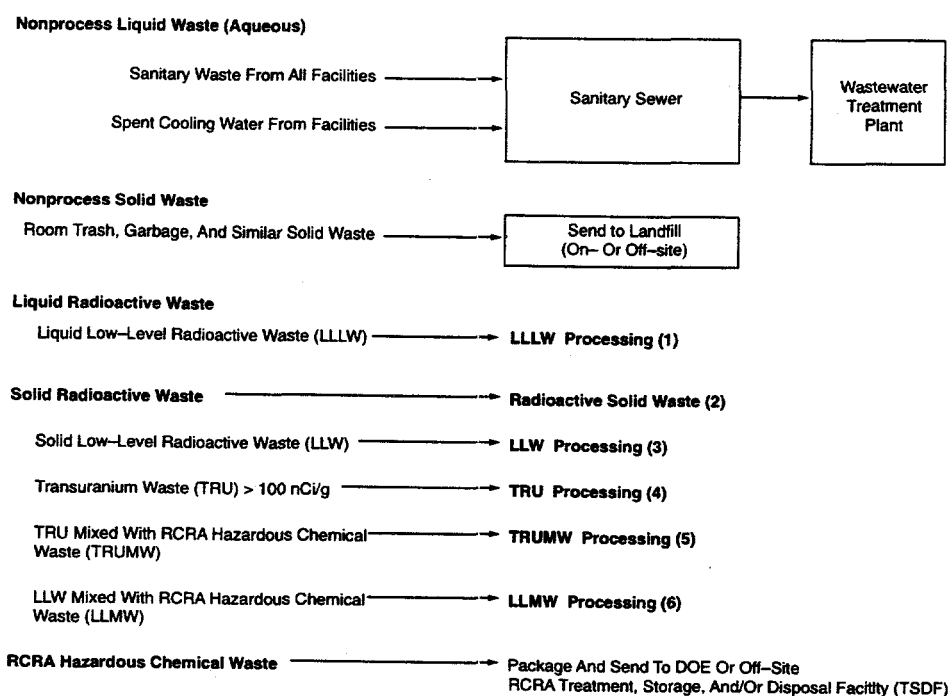 Nonprocess Liquid Waste (Aqueous)
Sanitary Waste From All Facilities
Spent Cooling Water From Facilities
Sanitary Sewer
Wastewater
Treatment
Plant
Nonprocess Solid Waste
Room Trash, Garbage, And Similar Solid Waste
Send to Landfill
(On– Or Off–site)
Liquid Radioactive Waste
Liquid Low–Level Radioactive Waste (LLLW)
LLLW Processing (1)
Solid Radioactive Waste
Radioactive Solid Waste (2)
Solid Low–Level Radioactive Waste (LLW)
LLW Processing (3)
Transuranium Waste (TRU) > 100 nCi/g
TRU Processing (4)
TRU Mixed With RCRA Hazardous Chemical
Waste (TRUMW)
TRUMW Processing (5)
LLW Mixed With RCRA Hazardous Chemical
Waste (LLMW)
LLMW Processing (6)
RCRA Hazardous Chemical Waste
Package And Send To DOE Or Off–Site
RCRA Treatment, Storage, And/Or Disposal Facility (TSDF)